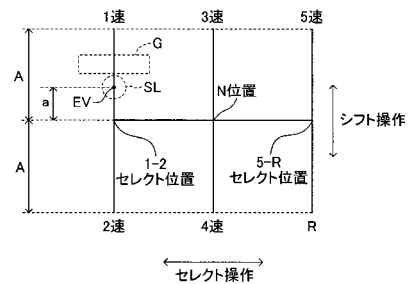 1速
3速
5速
G
A
a
SL
EV
N位置
シフト操作
A
1-2
セレクト位置
5-R
セレクト位置
2速
4速
R
セレクト操作